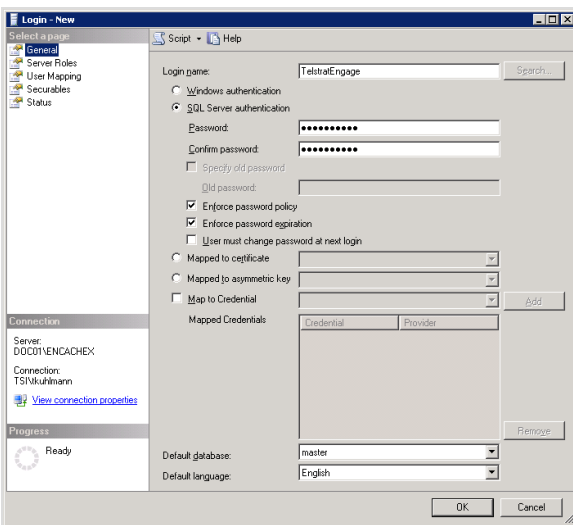 Login - New
Select a page
General
Server Roles
User Mapping
Securables
Status
Script
Help
Login name:
TelstratEngage
Search...
Windows authentication
SQL Server authentication
Password:
●●●●●●●●●●
Confirm password:
●●●●●●●●●●
Specify old password
Old password:
Enforce password policy
Enforce password expiration
User must change password at next login
Mapped to certificate
Mapped to asymmetric key
Map to Credential
Add
Mapped Credentials
Credential
Provider
Remove
Connection
Server:
DOC01\ENCACHEX
Connection:
TSI\tkuhlmann
View connection properties
Progress
Ready
Default database:
master
Default language:
English
OK
Cancel